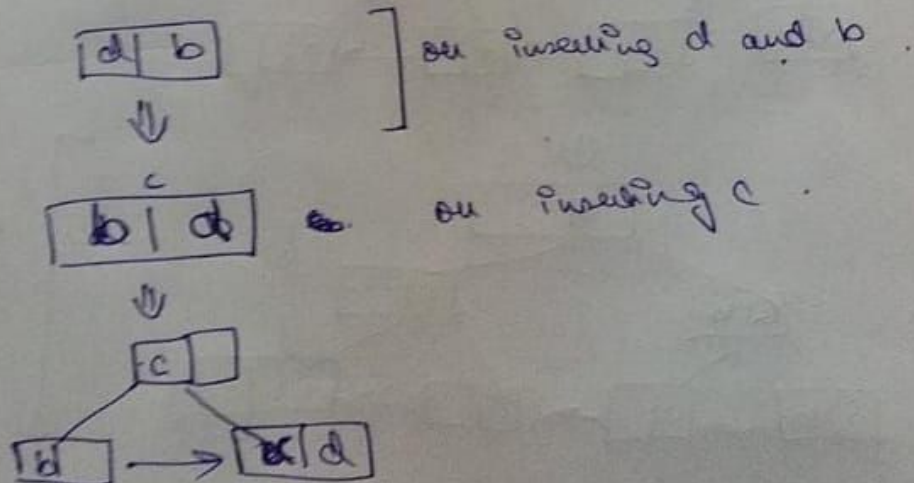 d | b ] on inserting d and b .
c
b | d on inserting c .
c
b c | d